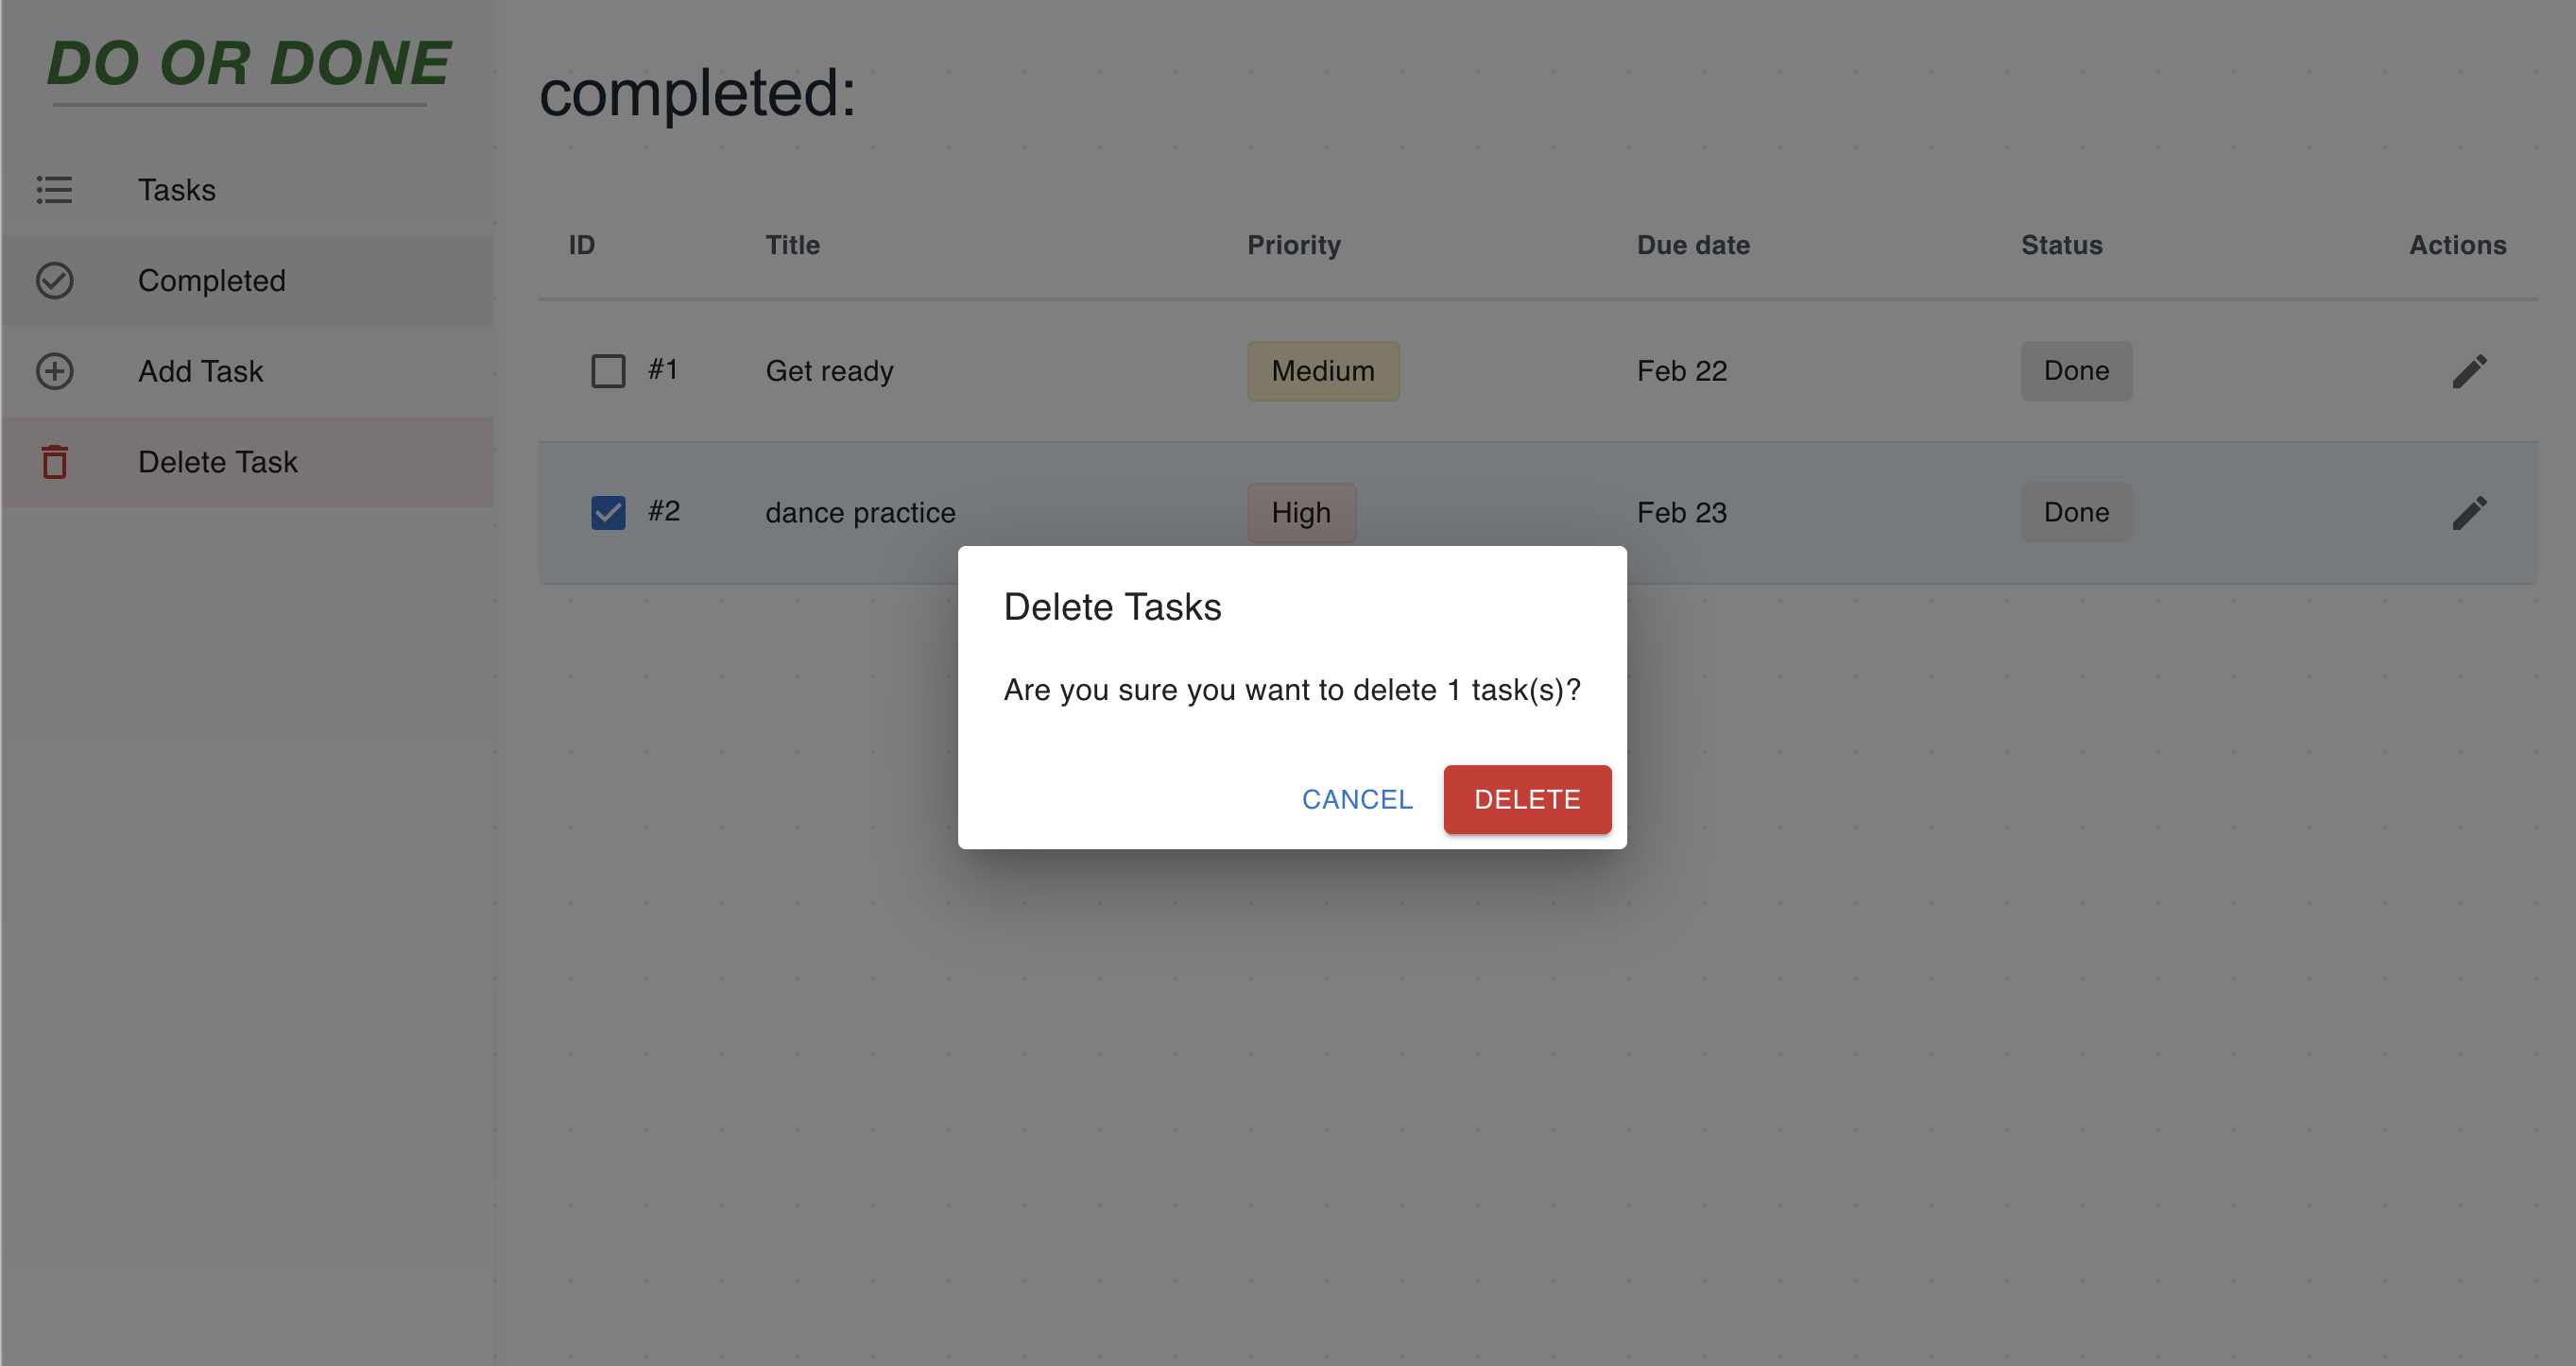 DO OR DONE
Tasks
Completed
Add Task
Delete Task
completed:
ID Title Priority Due date Status Actions
#1 Get ready Medium Feb 22 Done
#2 dance practice High Feb 23 Done
Delete Tasks
Are you sure you want to delete 1 task(s)?
CANCEL DELETE